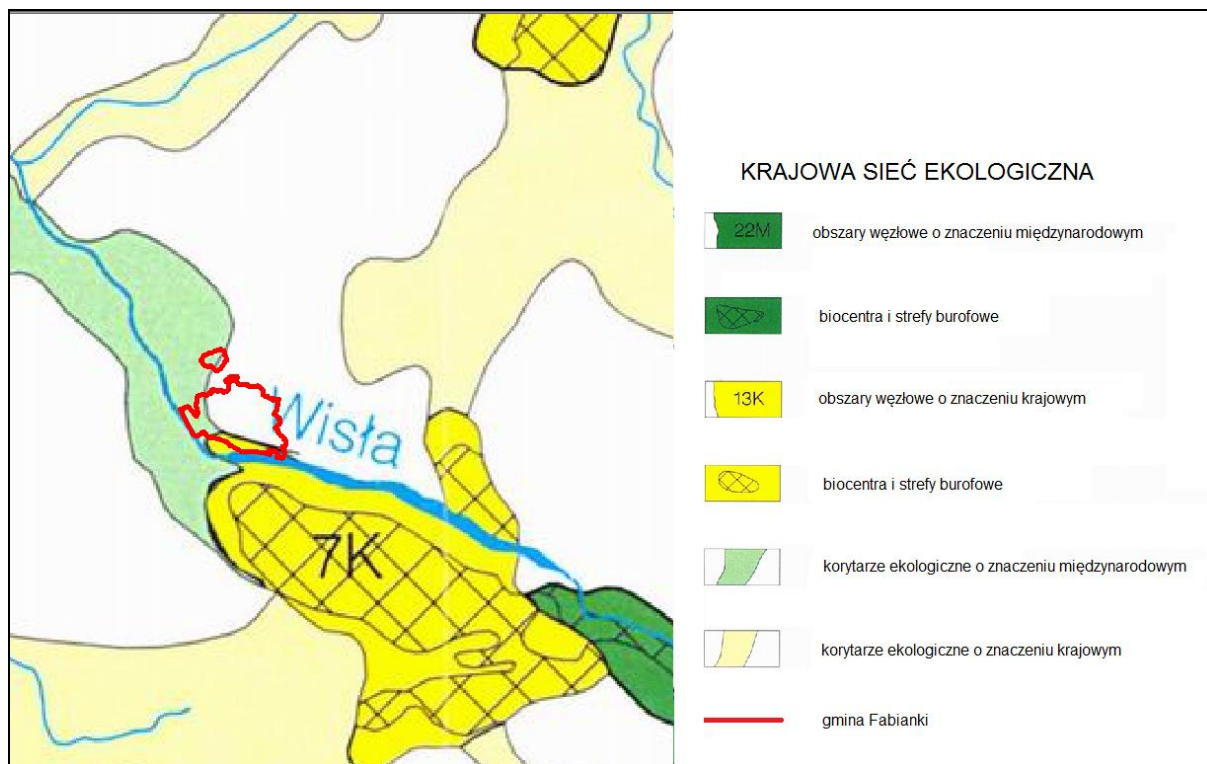 Wisła
7K
KRAJOWA SIEĆ EKOLOGICZNA
22M
obszary węzłowe o znaczeniu międzynarodowym
biocentra i strefy burofowe
13K
obszary węzłowe o znaczeniu krajowym
biocentra i strefy burofowe
korytarze ekologiczne o znaczeniu międzynarodowym
korytarze ekologiczne o znaczeniu krajowym
gmina Fabianki